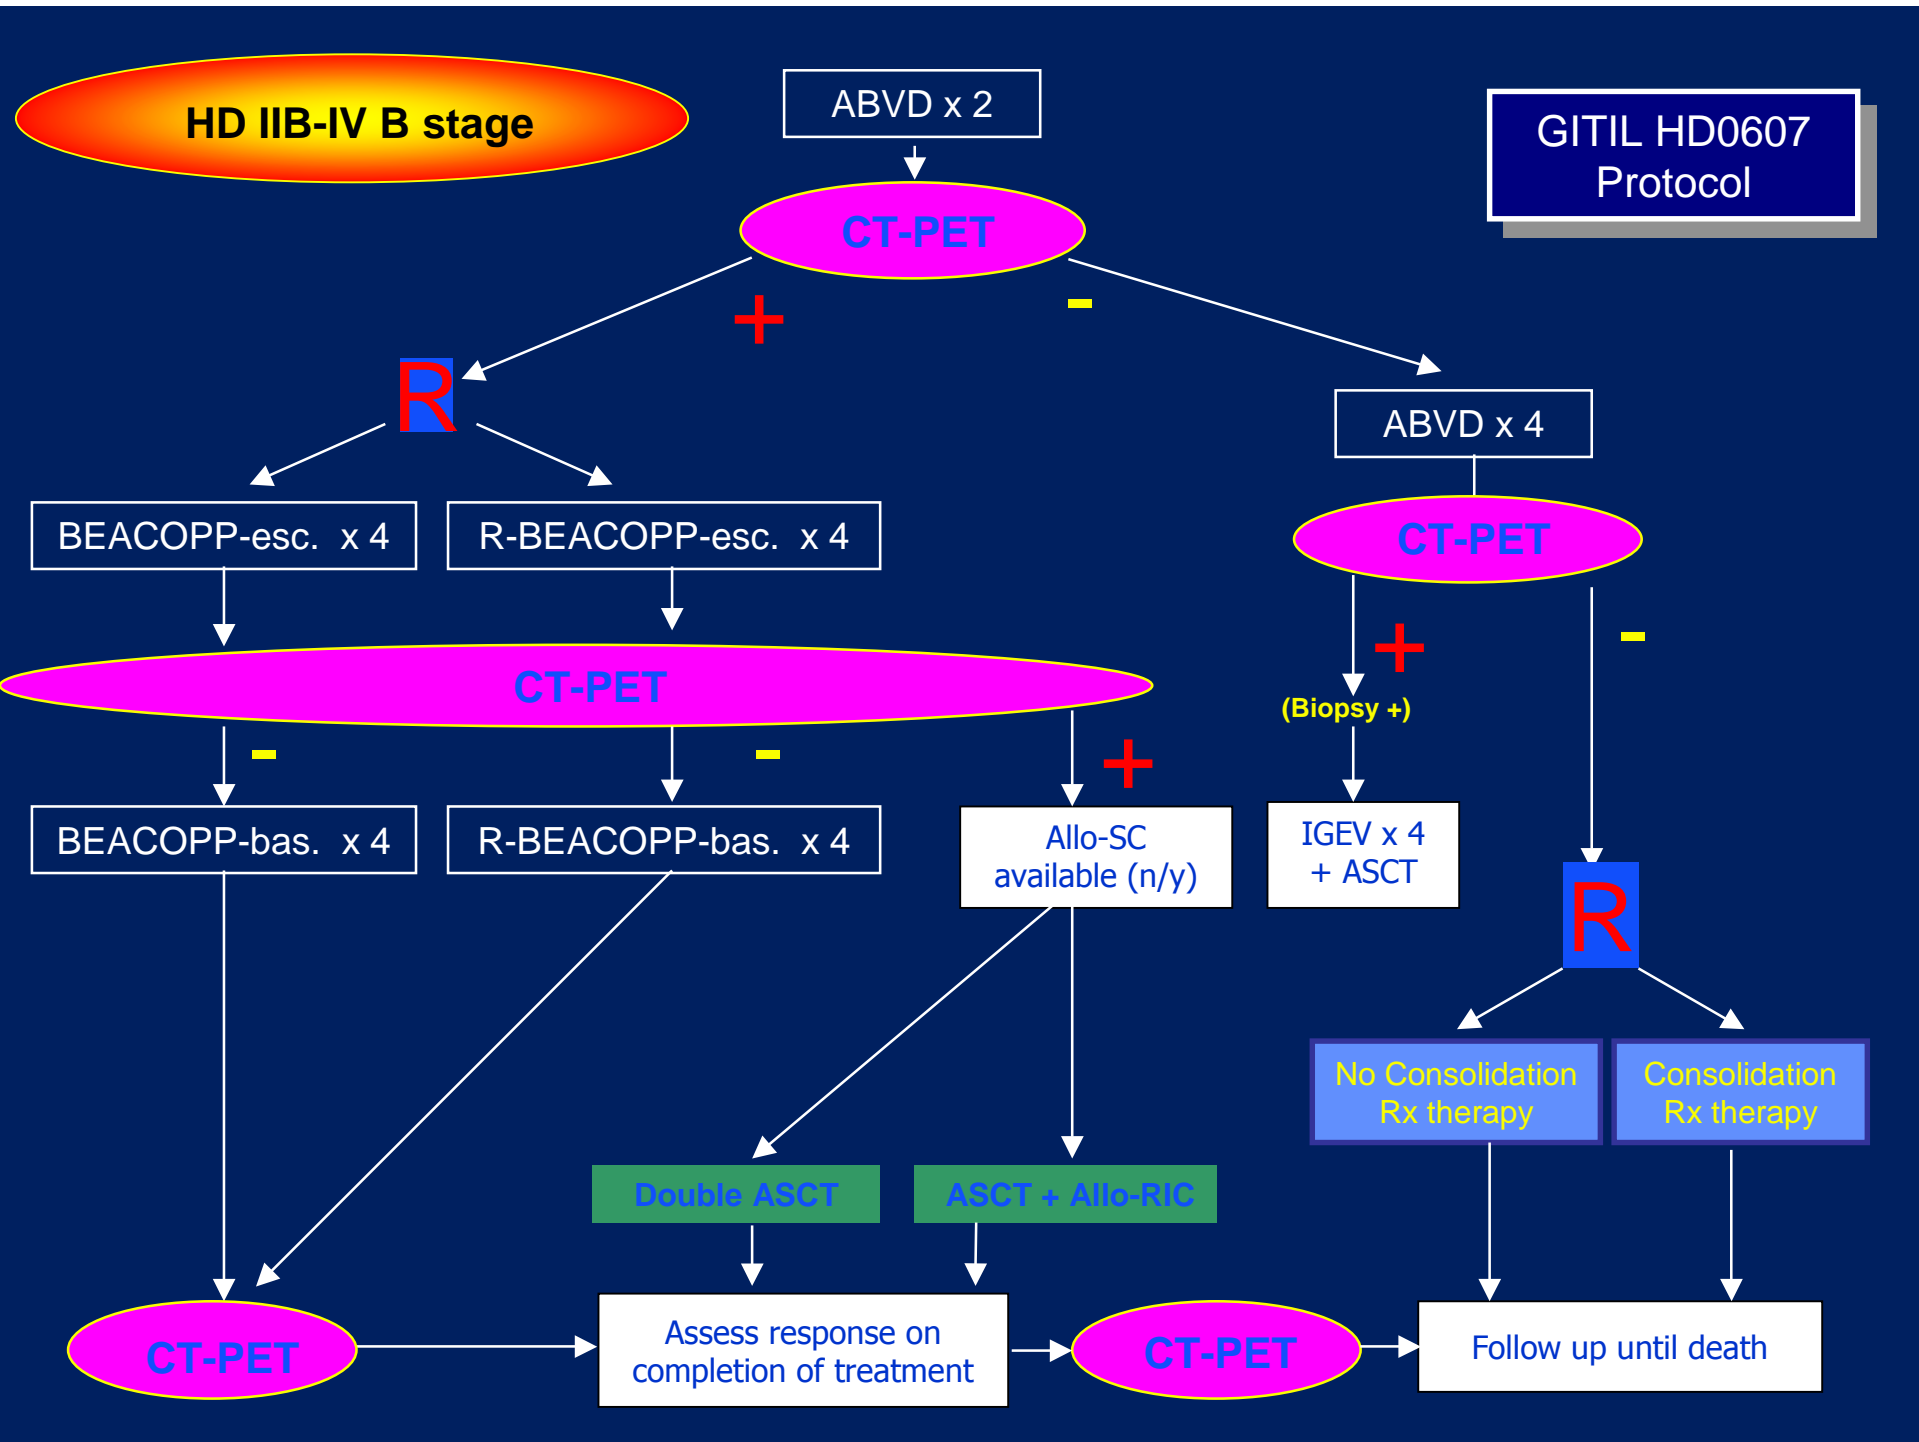 HD IIB-IV B stage
ABVD x 2
GITIL HD0607
Protocol
CT-PET
+
-
R
ABVD x 4
BEACOPP-esc. x 4
R-BEACOPP-esc. x 4
CT-PET
+
-
CT-PET
(Biopsy +)
-
-
+
BEACOPP-bas. x 4
R-BEACOPP-bas. x 4
Allo-SC
available (n/y)
IGEV x 4
+ ASCT
R
No Consolidation
Rx therapy
Consolidation
Rx therapy
Double ASCT
ASCT + Allo-RIC
CT-PET
Assess response on
completion of treatment
CT-PET
Follow up until death